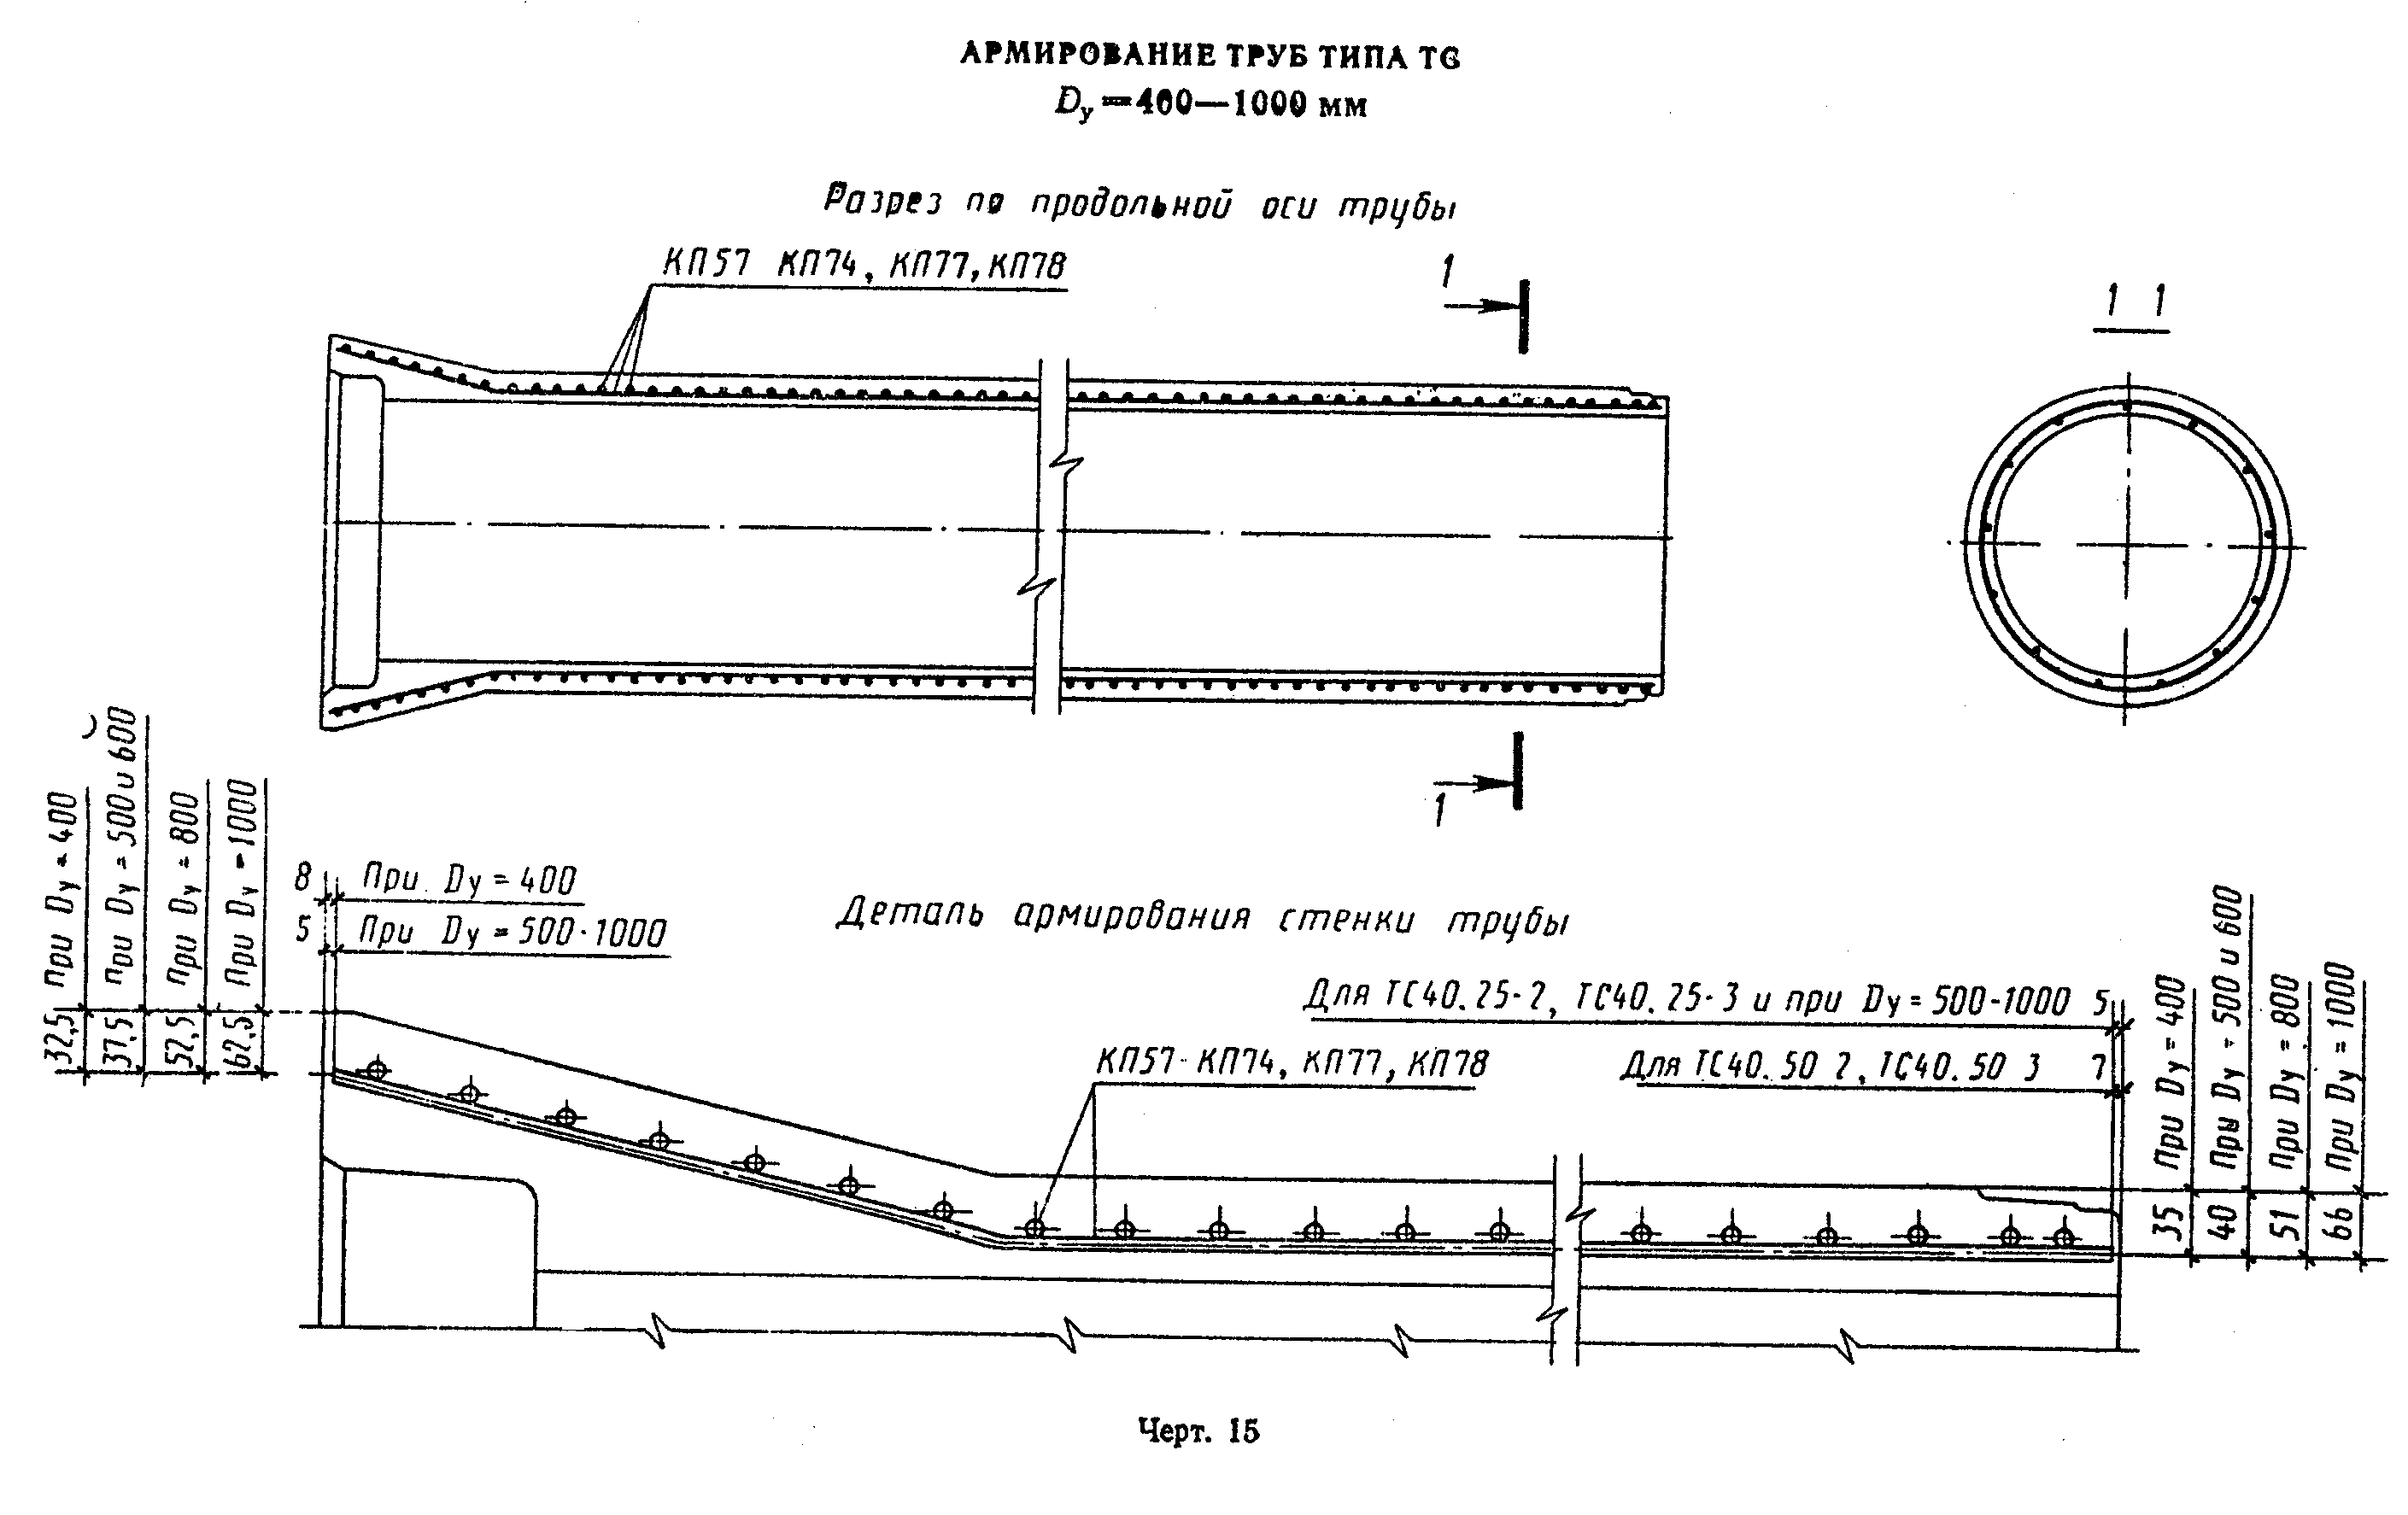 АРМИРОВАНИЕ ТРУБ ТИПА ТС
Dу =400—1000 мм
Разрез по продольной оси трубы
КП57 КП74, КП77, КП78
1
1 1
1
При Dу = 400
При Dу = 500 и 600
При Dу = 800
При Dу = 1000
32,5
37,5
52,5
62,5
8 При Dу = 400
5 При Dу = 500-1000
Деталь армирования стенки трубы
Для ТС40.25-2, ТС40.25-3 и при Dу = 500-1000 5
КП57-КП74, КП77, КП78
Для ТС40.50 2, ТС40.50 3 7
При Dу = 400
При Dу = 500 и 600
При Dу = 800
При Dу = 1000
35
40
51
66
Черт. 15